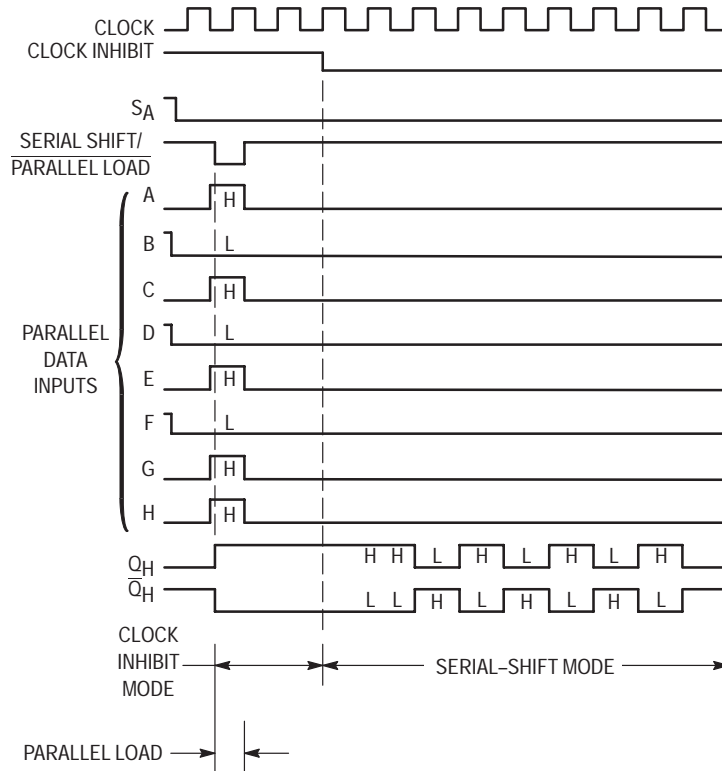 CLOCK
CLOCK INHIBIT
SA
SERIAL SHIFT/
PARALLEL LOAD
A H
B L
C H
D L
E H
F L
G H
H H
PARALLEL
DATA
INPUTS
QH H H L H L H L H
QH L L H L H L H L
CLOCK
INHIBIT
MODE
SERIAL–SHIFT MODE
PARALLEL LOAD